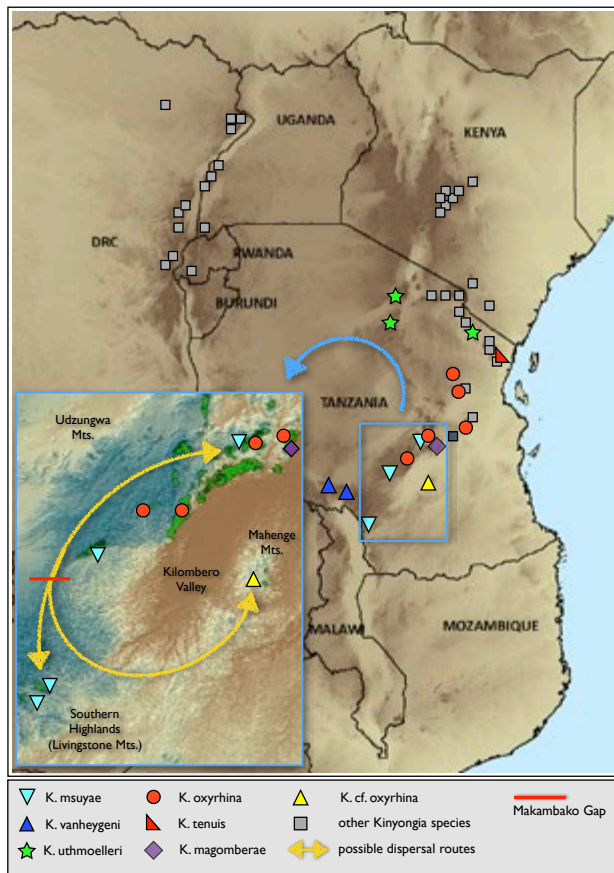 UGANDA
KENYA
DRC
RWANDA
BURUNDI
TANZANIA
Udzungwa
Mts.
Mahenge
Mts.
Kilombero
Valley
Southern
Highlands
(Livingstone Mts.)
MALAWI
MOZAMBIQUE
K. msuyae
K. oxyrhina
K. cf. oxyrhina
Makambako Gap
K. vanheygeni
K. tenuis
other Kinyongia species
K. uthmoelleri
K. magomberae
possible dispersal routes